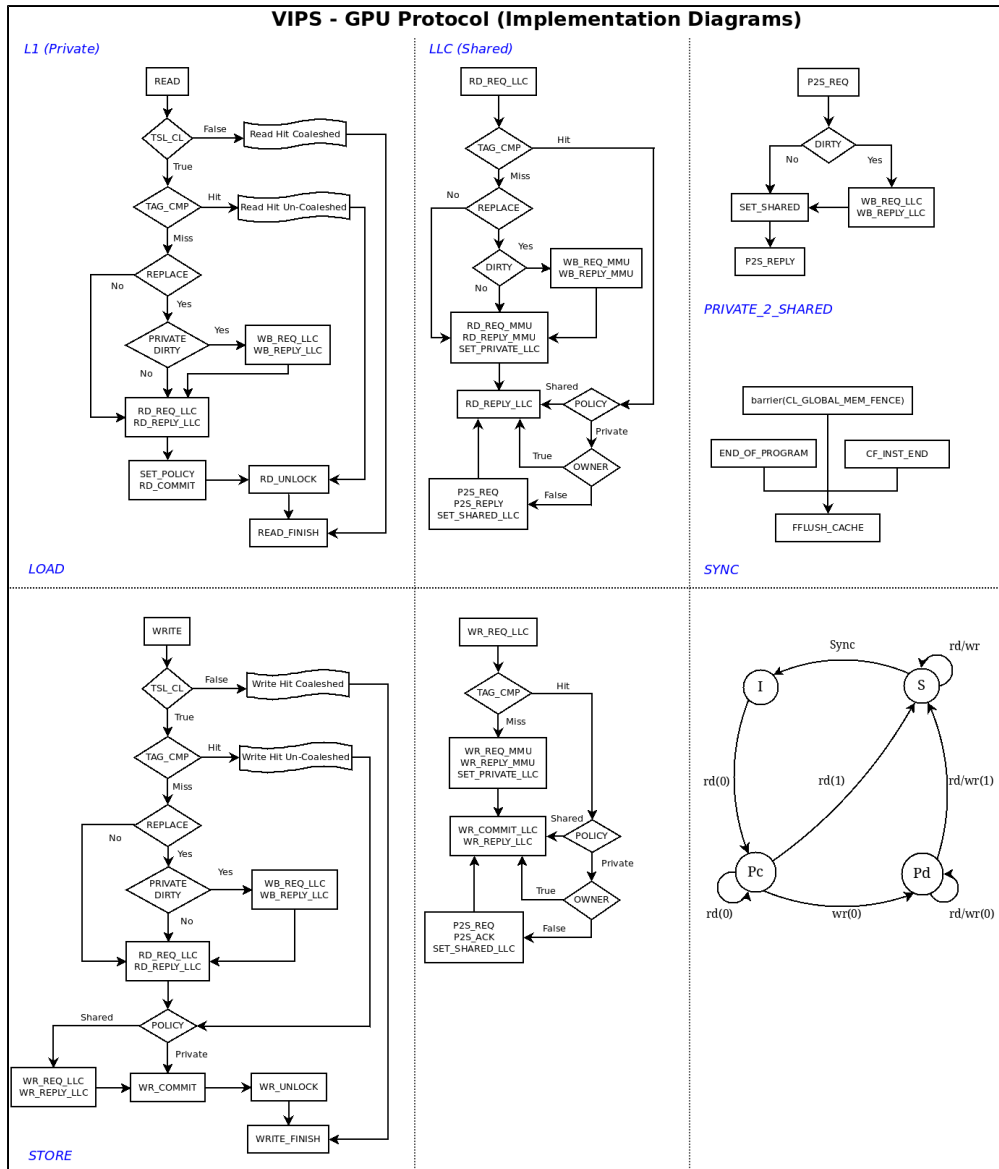 VIPS - GPU Protocol (Implementation Diagrams)
L1 (Private)
READ
TSL_CL
False
Read Hit Coaleshed
True
TAG_CMP
Hit
Read Hit Un-Coaleshed
Miss
REPLACE
No
Yes
PRIVATE
DIRTY
Yes
WB_REQ_LLC
WB_REPLY_LLC
No
RD_REQ_LLC
RD_REPLY_LLC
SET_POLICY
RD_COMMIT
RD_UNLOCK
READ_FINISH
LOAD
LLC (Shared)
RD_REQ_LLC
TAG_CMP
Hit
Miss
No
REPLACE
Yes
DIRTY
WB_REQ_MMU
WB_REPLY_MMU
No
RD_REQ_MMU
RD_REPLY_MMU
SET_PRIVATE_LLC
RD_REPLY_LLC
Shared
POLICY
Private
True
OWNER
False
P2S_REQ
P2S_REPLY
SET_SHARED_LLC
P2S_REQ
DIRTY
No
Yes
SET_SHARED
WB_REQ_LLC
WB_REPLY_LLC
P2S_REPLY
PRIVATE_2_SHARED
barrier(CL_GLOBAL_MEM_FENCE)
END_OF_PROGRAM
CF_INST_END
FFLUSH_CACHE
SYNC
WRITE
TSL_CL
False
Write Hit Coaleshed
True
TAG_CMP
Hit
Write Hit Un-Coaleshed
Miss
REPLACE
No
Yes
PRIVATE
DIRTY
Yes
WB_REQ_LLC
WB_REPLY_LLC
No
RD_REQ_LLC
RD_REPLY_LLC
Shared
POLICY
Private
WR_REQ_LLC
WR_REPLY_LLC
WR_COMMIT
WR_UNLOCK
WRITE_FINISH
STORE
WR_REQ_LLC
TAG_CMP
Hit
Miss
WR_REQ_MMU
WR_REPLY_MMU
SET_PRIVATE_LLC
WR_COMMIT_LLC
WR_REPLY_LLC
Shared
POLICY
Private
True
OWNER
False
P2S_REQ
P2S_ACK
SET_SHARED_LLC
Sync
rd/wr
I
S
rd(0)
rd(1)
rd/wr(1)
Pc
Pd
rd(0)
wr(0)
rd/wr(0)